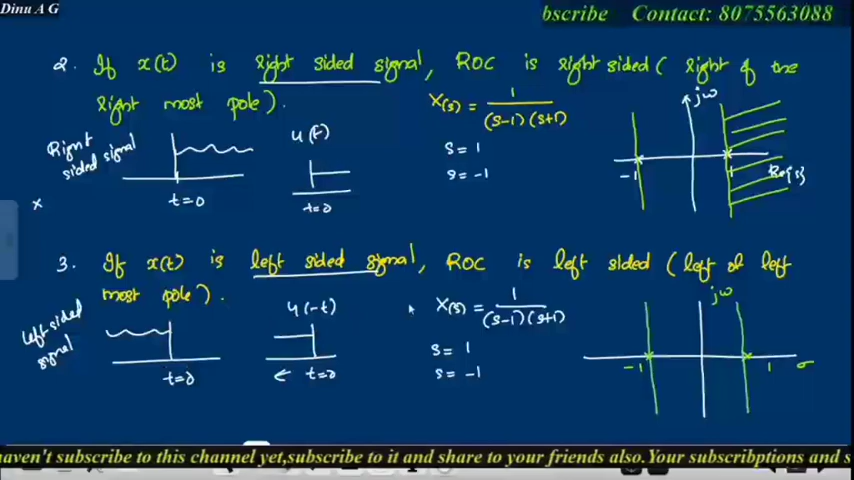 Dinu A G
bscribe Contact: 8075563088
2. If x(t) is right sided signal, ROC is right sided ( right of the
right most pole ).
Right
sided signal
t=0
u(t)
t=0
X(s) = 1
(s-1) (s+1)
s = 1
s = -1
jω
-1
1
Re{s}
x
3. If x(t) is left sided signal, ROC is left sided ( left of left
most pole ).
left sided
signal
t=0
u(-t)
t=0
X(s) = 1
(s-1) (s+1)
s = 1
s = -1
jω
-1
1
σ
haven't subscribe to this channel yet,subscribe to it and share to your friends also.Your subscribptions and s